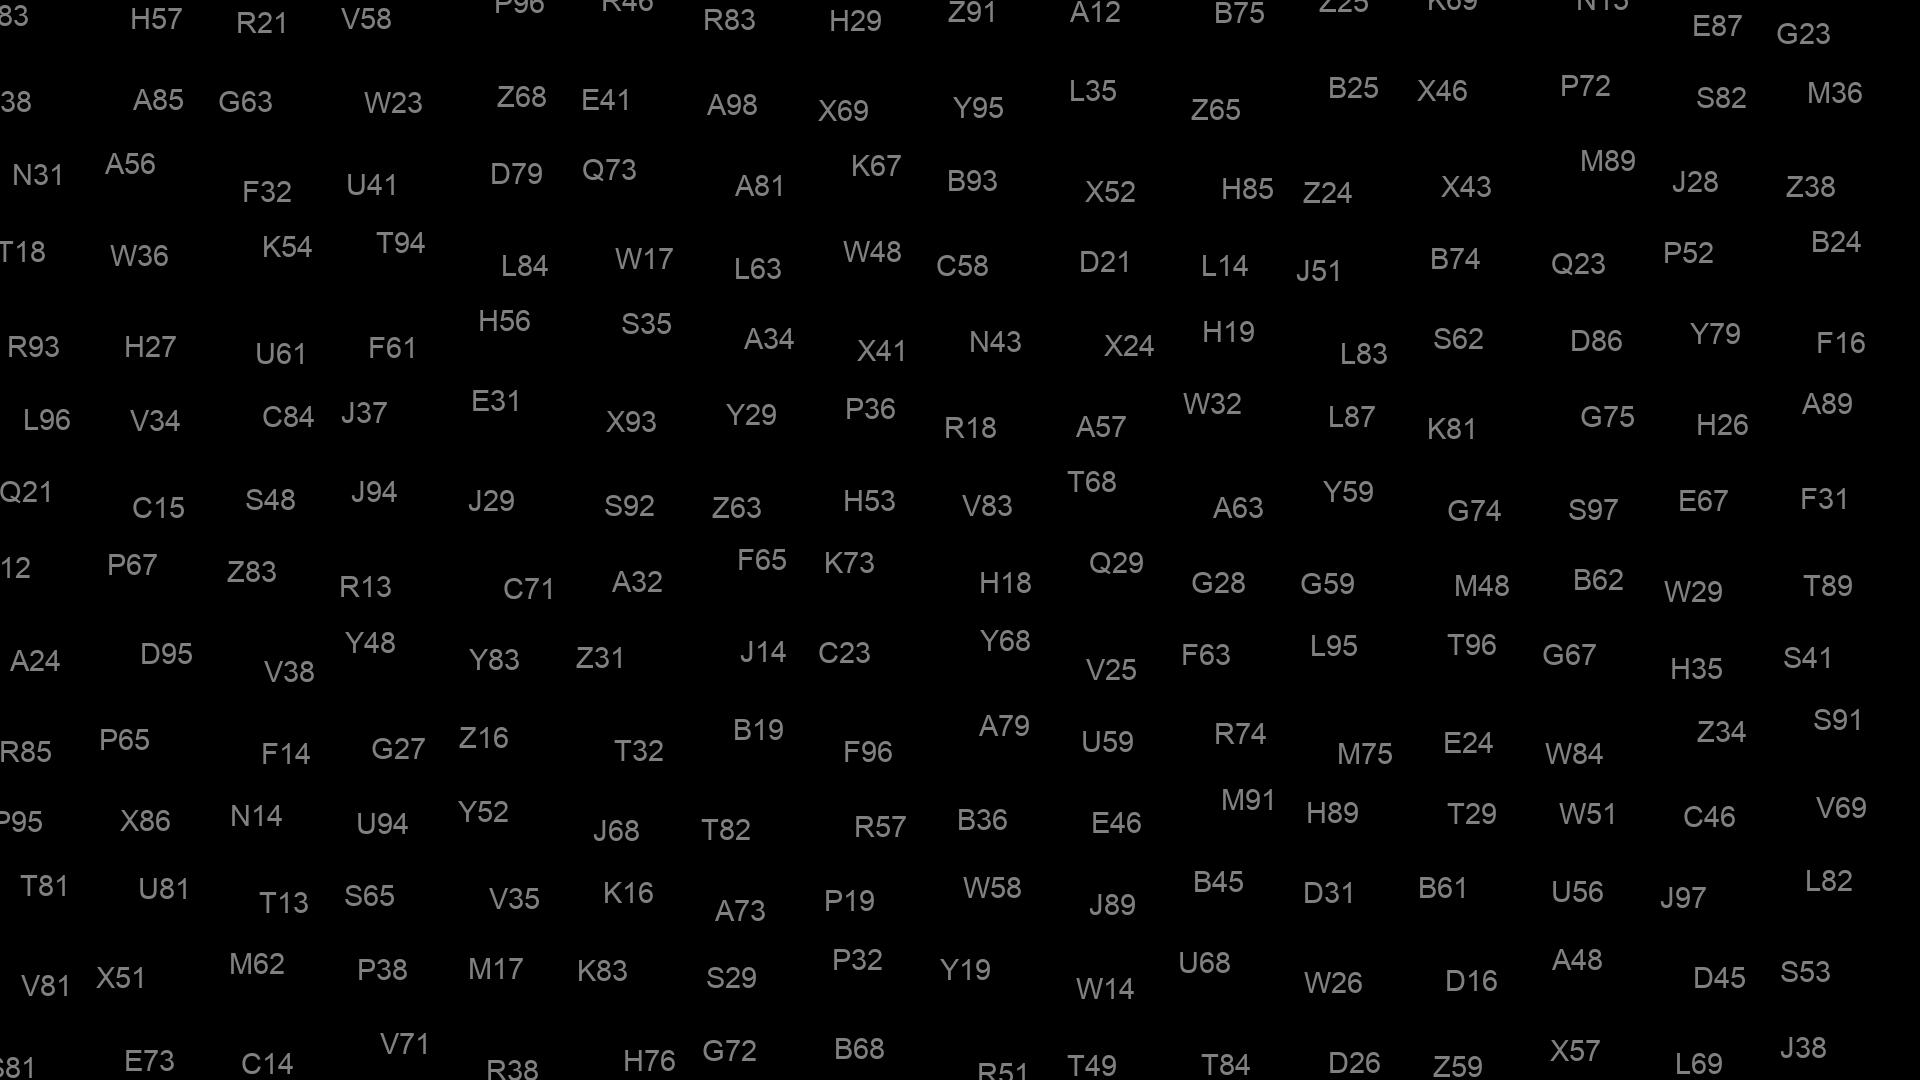 83 H57 R21 V58 P96 R46 R83 H29 Z91 A12 B75 Z25 K69 N15 E87 G23
38 A85 G63 W23 Z68 E41 A98 X69 Y95 L35 Z65 B25 X46 P72 S82 M36
N31 A56 F32 U41 D79 Q73 A81 K67 B93 X52 H85 Z24 X43 M89 J28 Z38
T18 W36 K54 T94 L84 W17 L63 W48 C58 D21 L14 J51 B74 Q23 P52 B24
R93 H27 U61 F61 H56 S35 A34 X41 N43 X24 H19 L83 S62 D86 Y79 F16
L96 V34 C84 J37 E31 X93 Y29 P36 R18 A57 W32 L87 K81 G75 H26 A89
Q21 C15 S48 J94 J29 S92 Z63 H53 V83 T68 A63 Y59 G74 S97 E67 F31
12 P67 Z83 R13 C71 A32 F65 K73 H18 Q29 G28 G59 M48 B62 W29 T89
A24 D95 V38 Y48 Y83 Z31 J14 C23 Y68 V25 F63 L95 T96 G67 H35 S41
R85 P65 F14 G27 Z16 T32 B19 F96 A79 U59 R74 M75 E24 W84 Z34 S91
P95 X86 N14 U94 Y52 J68 T82 R57 B36 E46 M91 H89 T29 W51 C46 V69
T81 U81 T13 S65 V35 K16 A73 P19 W58 J89 B45 D31 B61 U56 J97 L82
V81 X51 M62 P38 M17 K83 S29 P32 Y19 W14 U68 W26 D16 A48 D45 S53
S81 E73 C14 V71 R38 H76 G72 B68 R51 T49 T84 D26 Z59 X57 L69 J38